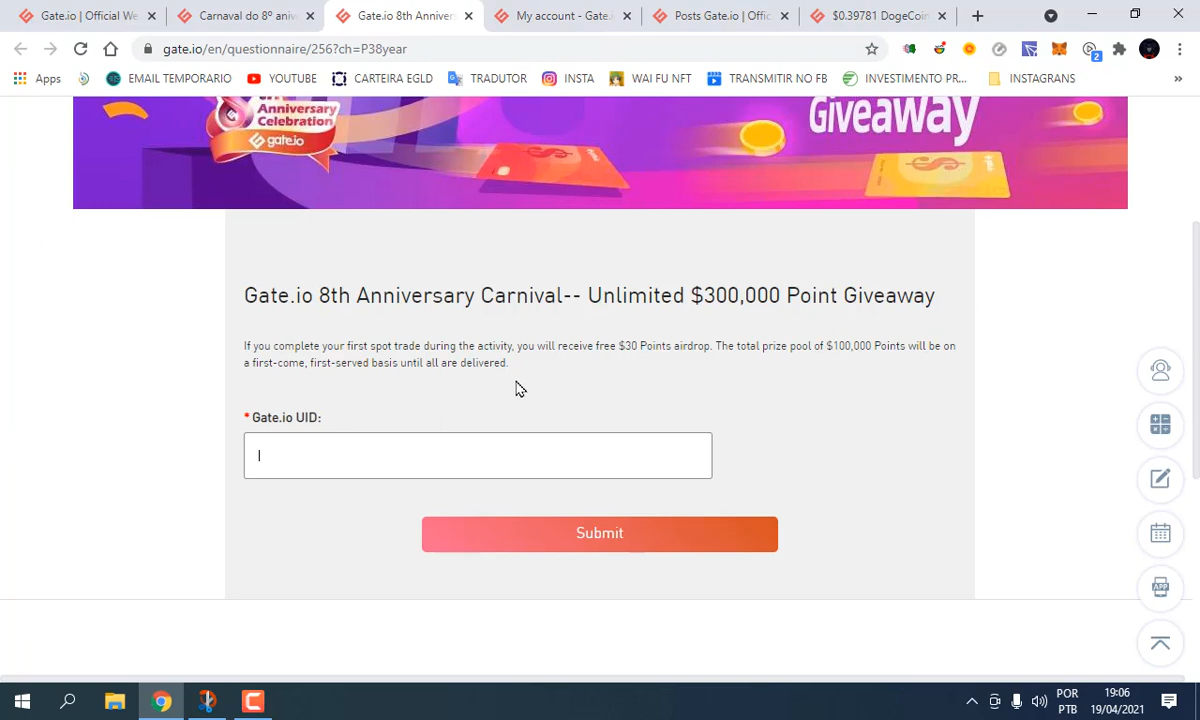 Gate.io | Official We
Carnaval do 8º aniv
Gate.io 8th Anniver
My account - Gate.
Posts Gate.io | Offic
$0.39781 DogeCoin
gate.io/en/questionnaire/256?ch=P38year
2
Apps
EMAIL TEMPORARIO
YOUTUBE
CARTEIRA EGLD
TRADUTOR
INSTA
WAI FU NFT
TRANSMITIR NO FB
INVESTIMENTO PR...
INSTAGRANS
»
Anniversary
Celebration
gate.io
Giveaway
Gate.io 8th Anniversary Carnival-- Unlimited $300,000 Point Giveaway
If you complete your first spot trade during the activity, you will receive free $30 Points airdrop. The total prize pool of $100,000 Points will be on
a first-come, first-served basis until all are delivered.
* Gate.io UID:
Submit
APP
POR
PTB
19:06
19/04/2021